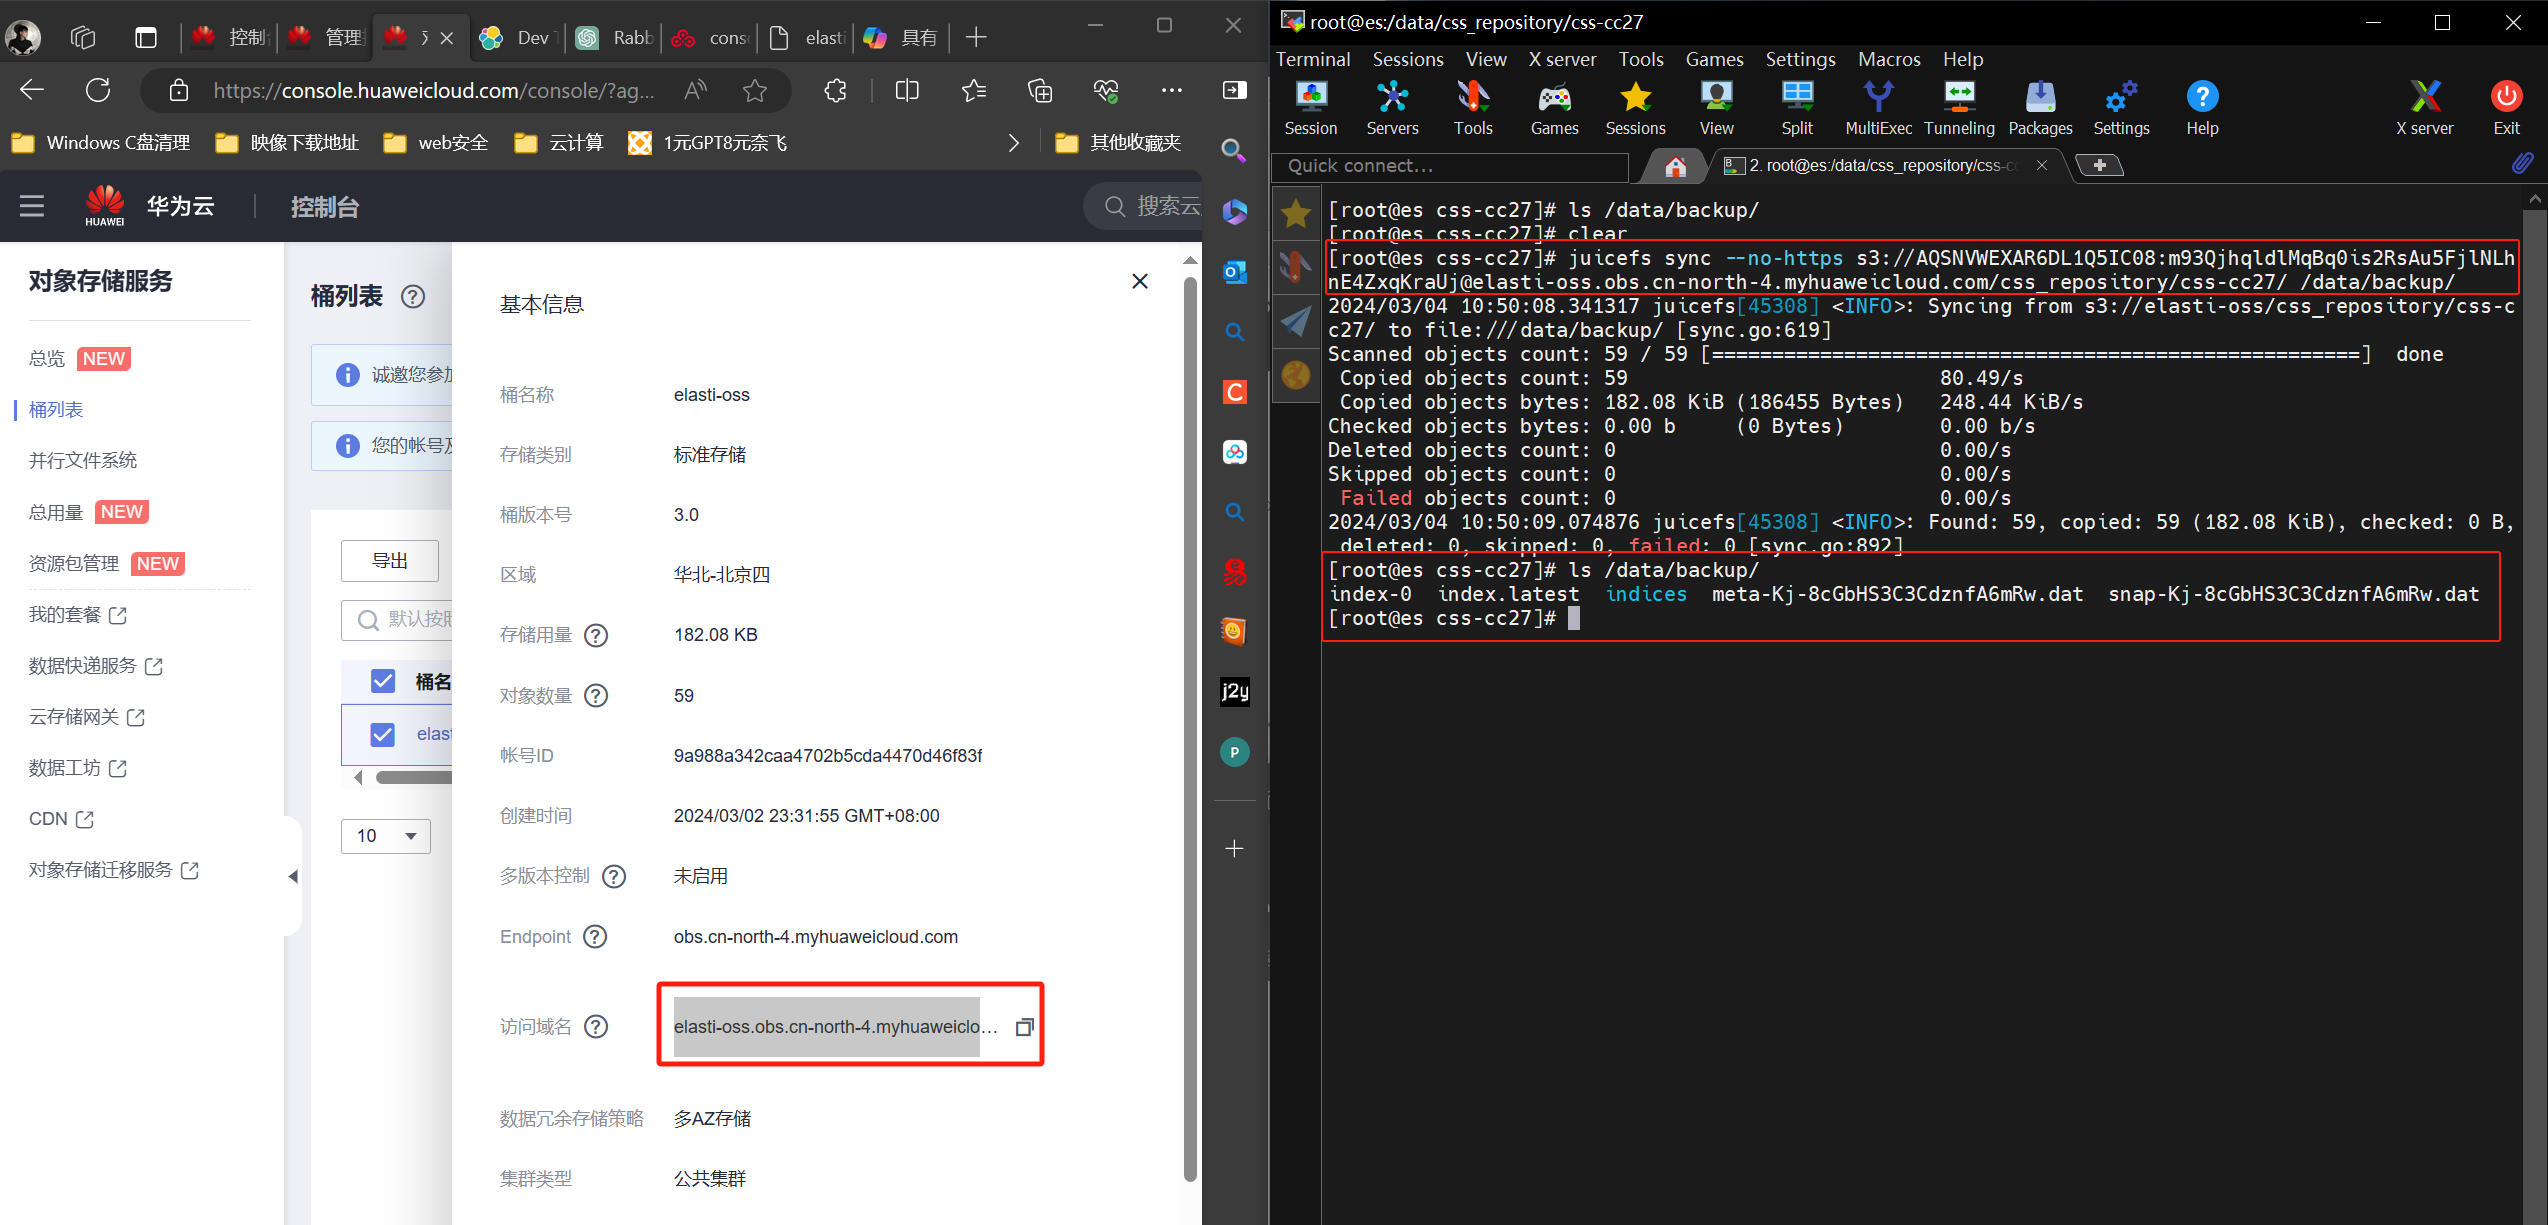 控制
管理
Dev
Rabb
cons
elasti
具有
https://console.huaweicloud.com/console/?ag...
Windows C盘清理
映像下载地址
web安全
云计算
1元GPT8元奈飞
其他收藏夹
HUAWEI
华为云
控制台
搜索云
对象存储服务
总览 NEW
桶列表
并行文件系统
总用量 NEW
资源包管理 NEW
我的套餐
数据快递服务
云存储网关
数据工坊
CDN
对象存储迁移服务
桶列表
诚邀您参加
您的帐号及
导出
默认按照
桶名
elast
10
基本信息
桶名称 elasti-oss
存储类别 标准存储
桶版本号 3.0
区域 华北-北京四
存储用量 182.08 KB
对象数量 59
帐号ID 9a988a342caa4702b5cda4470d46f83f
创建时间 2024/03/02 23:31:55 GMT+08:00
多版本控制 未启用
Endpoint obs.cn-north-4.myhuaweicloud.com
访问域名 elasti-oss.obs.cn-north-4.myhuaweiclo...
数据冗余存储策略 多AZ存储
集群类型 公共集群
j2y
P
root@es:/data/css_repository/css-cc27
Terminal Sessions View X server Tools Games Settings Macros Help
Session Servers Tools Games Sessions View Split MultiExec Tunneling Packages Settings Help X server Exit
Quick connect...
2. root@es:/data/css_repository/css-cc
[root@es css-cc27]# ls /data/backup/
[root@es css-cc27]# clear
[root@es css-cc27]# juicefs sync --no-https s3://AQSNVWEXAR6DL1Q5IC08:m93QjhqldlMqBq0is2RsAu5FjlNLh
nE4ZxqKraUj@elasti-oss.obs.cn-north-4.myhuaweicloud.com/css_repository/css-cc27/ /data/backup/
2024/03/04 10:50:08.341317 juicefs[45308] <INFO>: Syncing from s3://elasti-oss/css_repository/css-c
c27/ to file:///data/backup/ [sync.go:619]
Scanned objects count: 59 / 59 [======================================================] done
Copied objects count: 59 80.49/s
Copied objects bytes: 182.08 KiB (186455 Bytes) 248.44 KiB/s
Checked objects bytes: 0.00 b (0 Bytes) 0.00 b/s
Deleted objects count: 0 0.00/s
Skipped objects count: 0 0.00/s
Failed objects count: 0 0.00/s
2024/03/04 10:50:09.074876 juicefs[45308] <INFO>: Found: 59, copied: 59 (182.08 KiB), checked: 0 B,
deleted: 0, skipped: 0, failed: 0 [sync.go:892]
[root@es css-cc27]# ls /data/backup/
index-0 index.latest indices meta-Kj-8cGbHS3C3CdznfA6mRw.dat snap-Kj-8cGbHS3C3CdznfA6mRw.dat
[root@es css-cc27]#